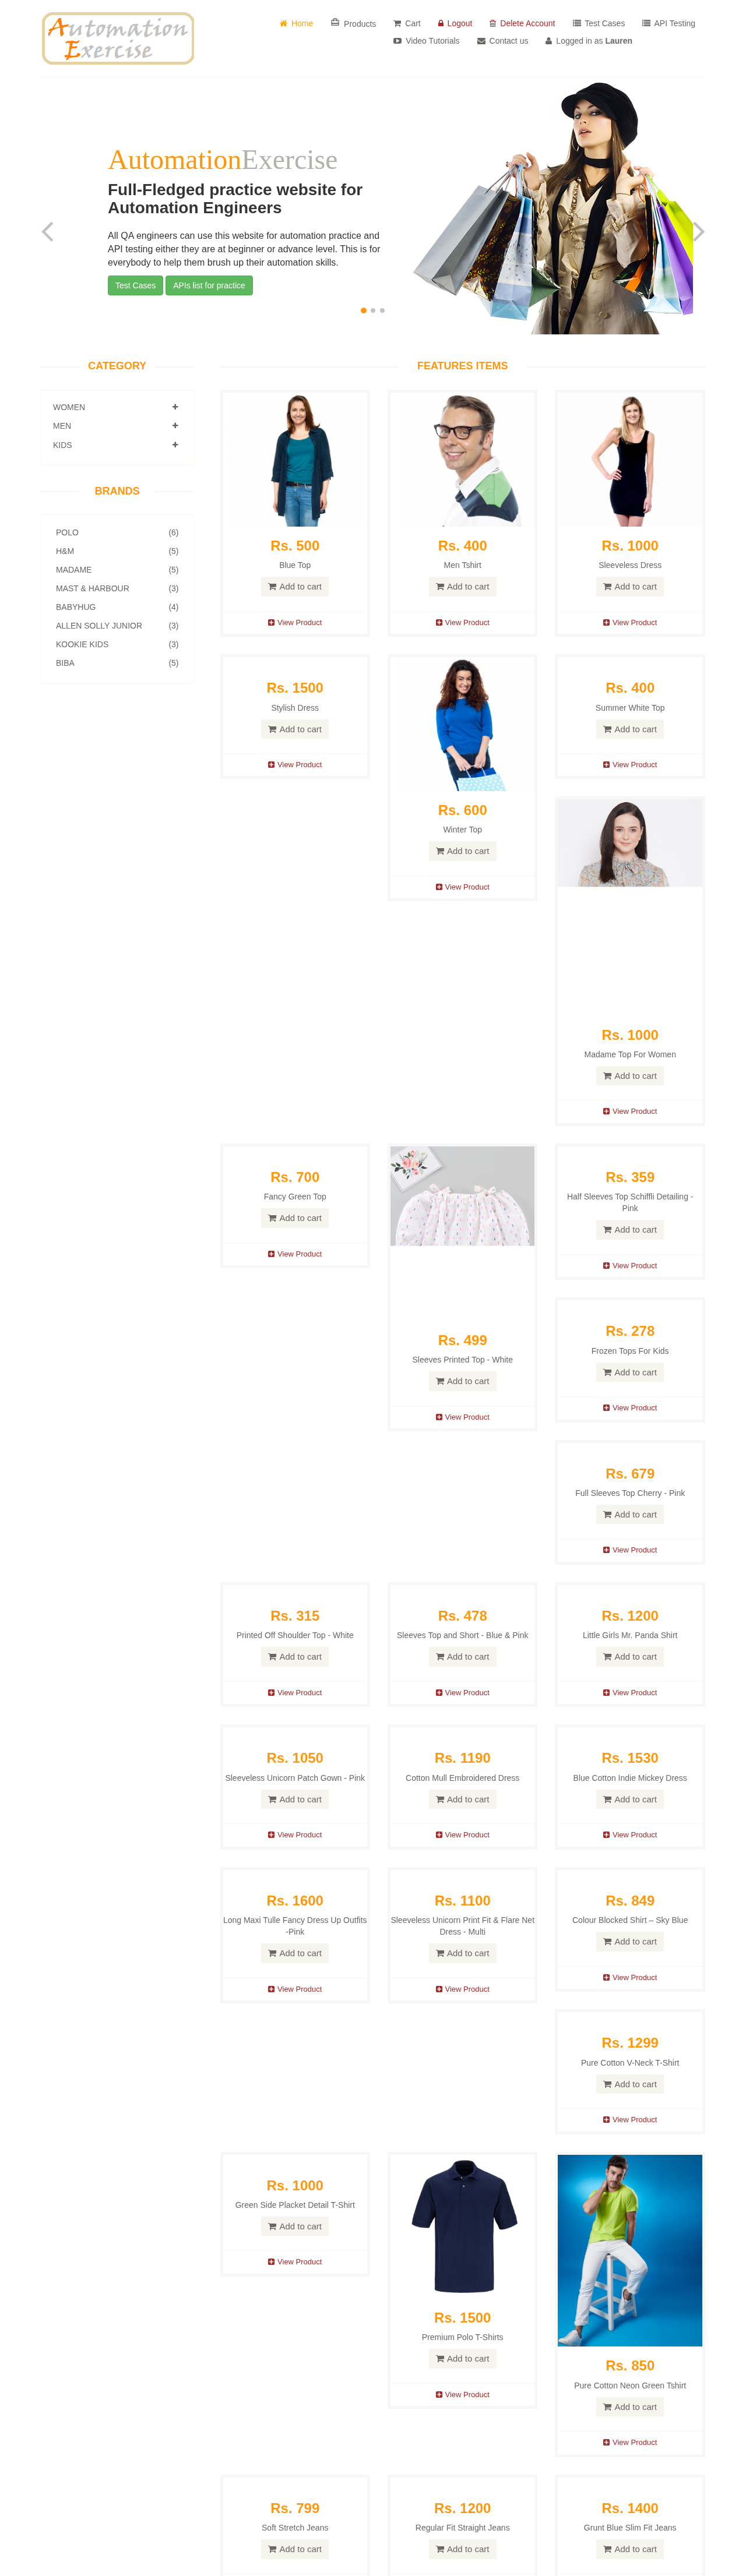 Automation
Exercise
Home
Products
Cart
Logout
Delete Account
Test Cases
API Testing
Video Tutorials
Contact us
Logged in as Lauren
AutomationExercise
Full-Fledged practice website for
Automation Engineers
All QA engineers can use this website for automation practice and
API testing either they are at beginner or advance level. This is for
everybody to help them brush up their automation skills.
Test Cases
APIs list for practice
CATEGORY
WOMEN
MEN
KIDS
BRANDS
POLO (6)
H&M (5)
MADAME (5)
MAST & HARBOUR (3)
BABYHUG (4)
ALLEN SOLLY JUNIOR (3)
KOOKIE KIDS (3)
BIBA (5)
FEATURES ITEMS
Rs. 500
Blue Top
Add to cart
View Product
Rs. 400
Men Tshirt
Add to cart
View Product
Rs. 1000
Sleeveless Dress
Add to cart
View Product
Rs. 1500
Stylish Dress
Add to cart
View Product
Rs. 600
Winter Top
Add to cart
View Product
Rs. 400
Summer White Top
Add to cart
View Product
Rs. 1000
Madame Top For Women
Add to cart
View Product
Rs. 700
Fancy Green Top
Add to cart
View Product
Rs. 499
Sleeves Printed Top - White
Add to cart
View Product
Rs. 359
Half Sleeves Top Schiffli Detailing -
Pink
Add to cart
View Product
Rs. 278
Frozen Tops For Kids
Add to cart
View Product
Rs. 679
Full Sleeves Top Cherry - Pink
Add to cart
View Product
Rs. 315
Printed Off Shoulder Top - White
Add to cart
View Product
Rs. 478
Sleeves Top and Short - Blue & Pink
Add to cart
View Product
Rs. 1200
Little Girls Mr. Panda Shirt
Add to cart
View Product
Rs. 1050
Sleeveless Unicorn Patch Gown - Pink
Add to cart
View Product
Rs. 1190
Cotton Mull Embroidered Dress
Add to cart
View Product
Rs. 1530
Blue Cotton Indie Mickey Dress
Add to cart
View Product
Rs. 1600
Long Maxi Tulle Fancy Dress Up Outfits
-Pink
Add to cart
View Product
Rs. 1100
Sleeveless Unicorn Print Fit & Flare Net
Dress - Multi
Add to cart
View Product
Rs. 849
Colour Blocked Shirt – Sky Blue
Add to cart
View Product
Rs. 1299
Pure Cotton V-Neck T-Shirt
Add to cart
View Product
Rs. 1000
Green Side Placket Detail T-Shirt
Add to cart
View Product
Rs. 1500
Premium Polo T-Shirts
Add to cart
View Product
Rs. 850
Pure Cotton Neon Green Tshirt
Add to cart
View Product
Rs. 799
Soft Stretch Jeans
Add to cart
Rs. 1200
Regular Fit Straight Jeans
Add to cart
Rs. 1400
Grunt Blue Slim Fit Jeans
Add to cart